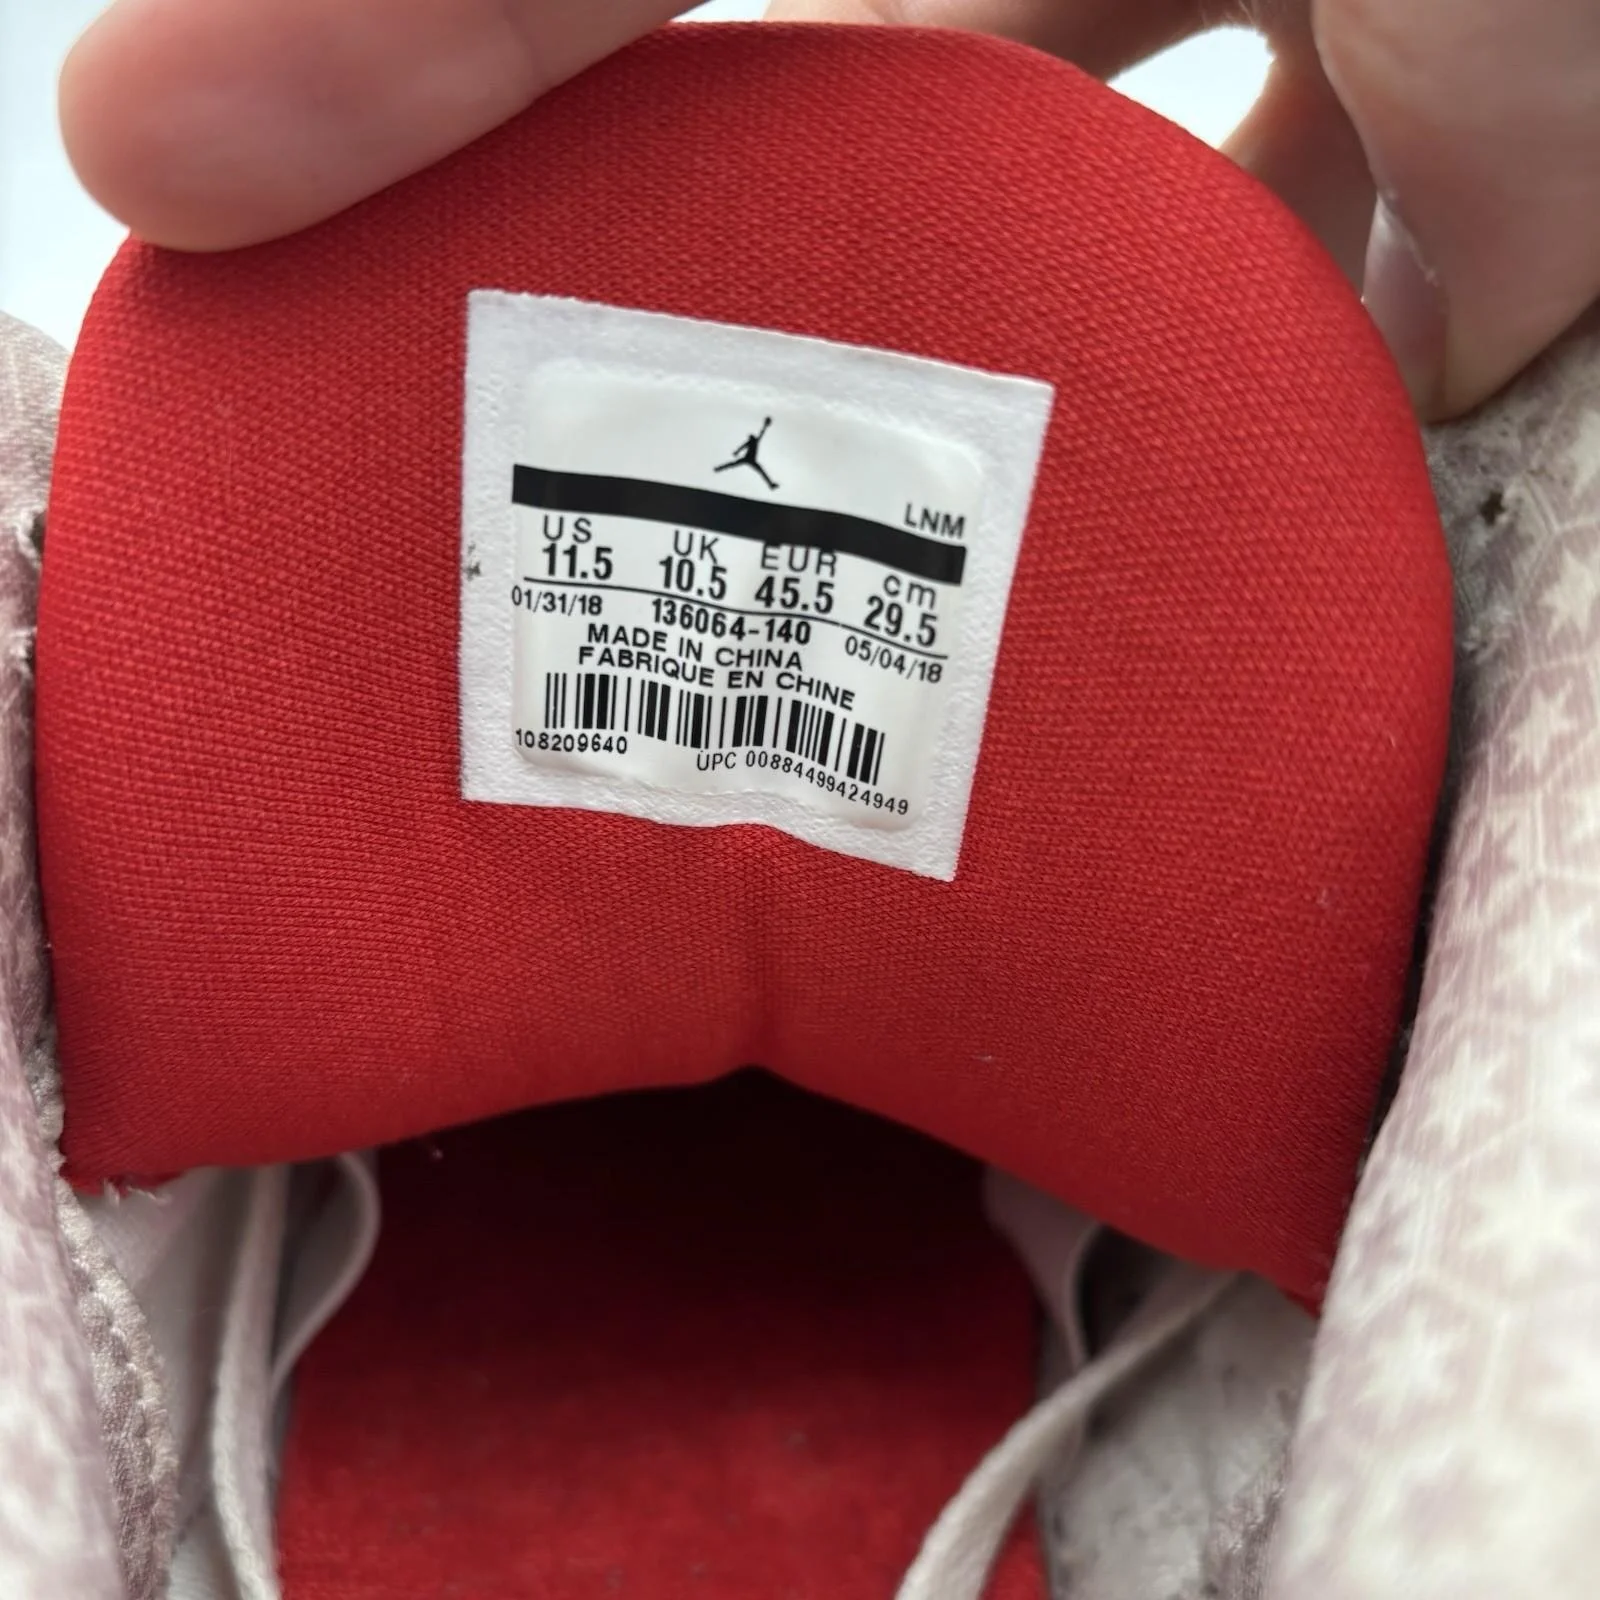 LNM
US UK EUR cm
11.5 10.5 45.5 29.5
01/31/18 136064-140 05/04/18
MADE IN CHINA
FABRIQUE EN CHINE
108209640 UPC 00884499424949